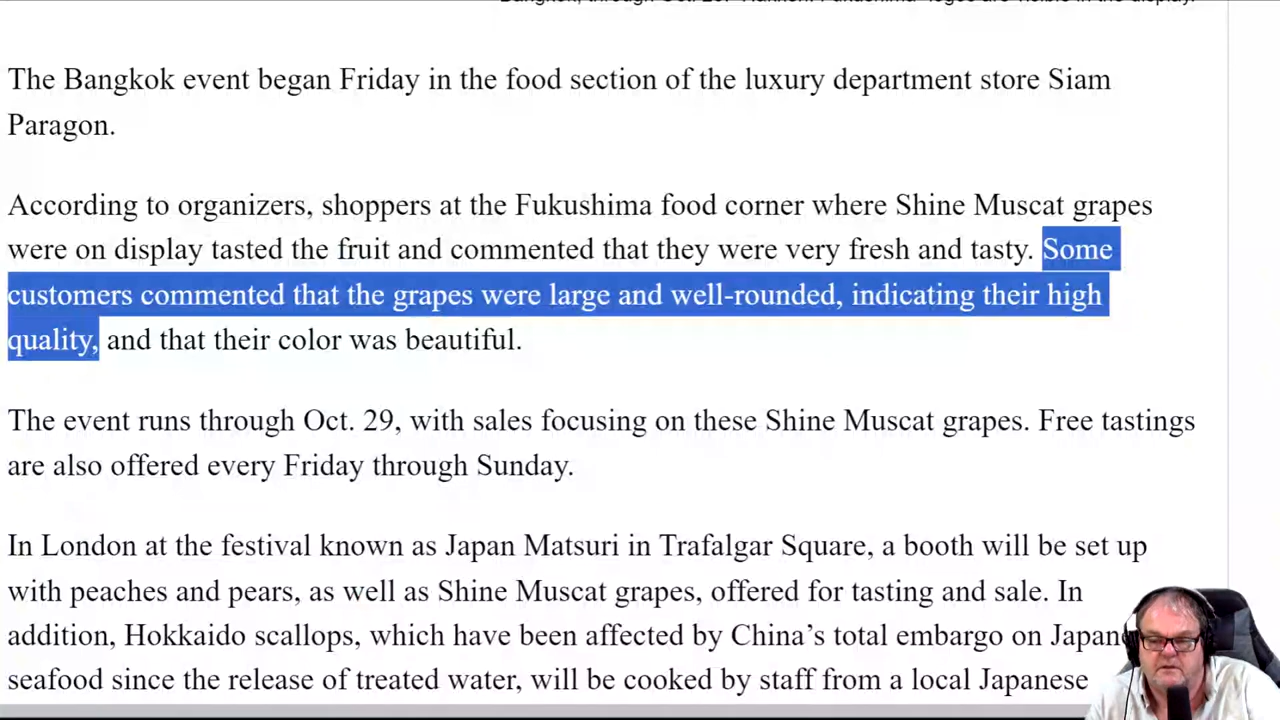 The Bangkok event began Friday in the food section of the luxury department store Siam
Paragon.
According to organizers, shoppers at the Fukushima food corner where Shine Muscat grapes
were on display tasted the fruit and commented that they were very fresh and tasty. Some
customers commented that the grapes were large and well-rounded, indicating their high
quality, and that their color was beautiful.
The event runs through Oct. 29, with sales focusing on these Shine Muscat grapes. Free tastings
are also offered every Friday through Sunday.
In London at the festival known as Japan Matsuri in Trafalgar Square, a booth will be set up
with peaches and pears, as well as Shine Muscat grapes, offered for tasting and sale. In
addition, Hokkaido scallops, which have been affected by China’s total embargo on
seafood since the release of treated water, will be cooked by staff from a local Japanese